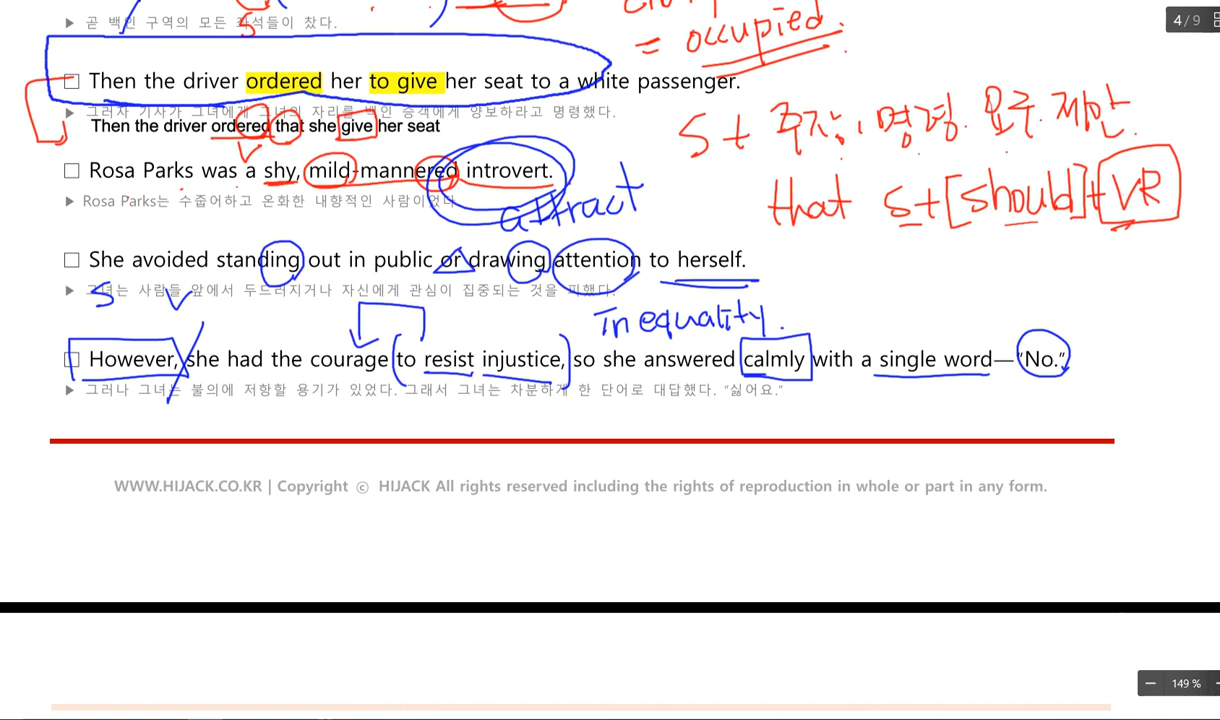 ▶ 곧 백인 구역의 모든 좌석들이 찼다.
S
= occupied.
4 / 9
□ Then the driver ordered her to give her seat to a white passenger.
▶ 그러자 기사가 그녀에게 그녀의 자리를 백인 승객에게 양보하라고 명령했다.
Then the driver ordered that she give her seat
V
S + 주장, 명령, 요구, 제안
that S+[should]+VR
□ Rosa Parks was a shy, mild-mannered introvert.
▶ Rosa Parks는 수줍어하고 온화한 내향적인 사람이었다.
attract
□ She avoided standing out in public or drawing attention to herself.
▶ 그녀는 사람들 앞에서 두드러지거나 자신에게 관심이 집중되는 것을 피했다.
S V
Inequality.
□ However, she had the courage to resist injustice, so she answered calmly with a single word—“No.”
▶ 그러나 그녀는 불의에 저항할 용기가 있었다. 그래서 그녀는 차분하게 한 단어로 대답했다. “싫어요.”
WWW.HIJACK.CO.KR | Copyright ⓒ HIJACK All rights reserved including the rights of reproduction in whole or part in any form.
149 %